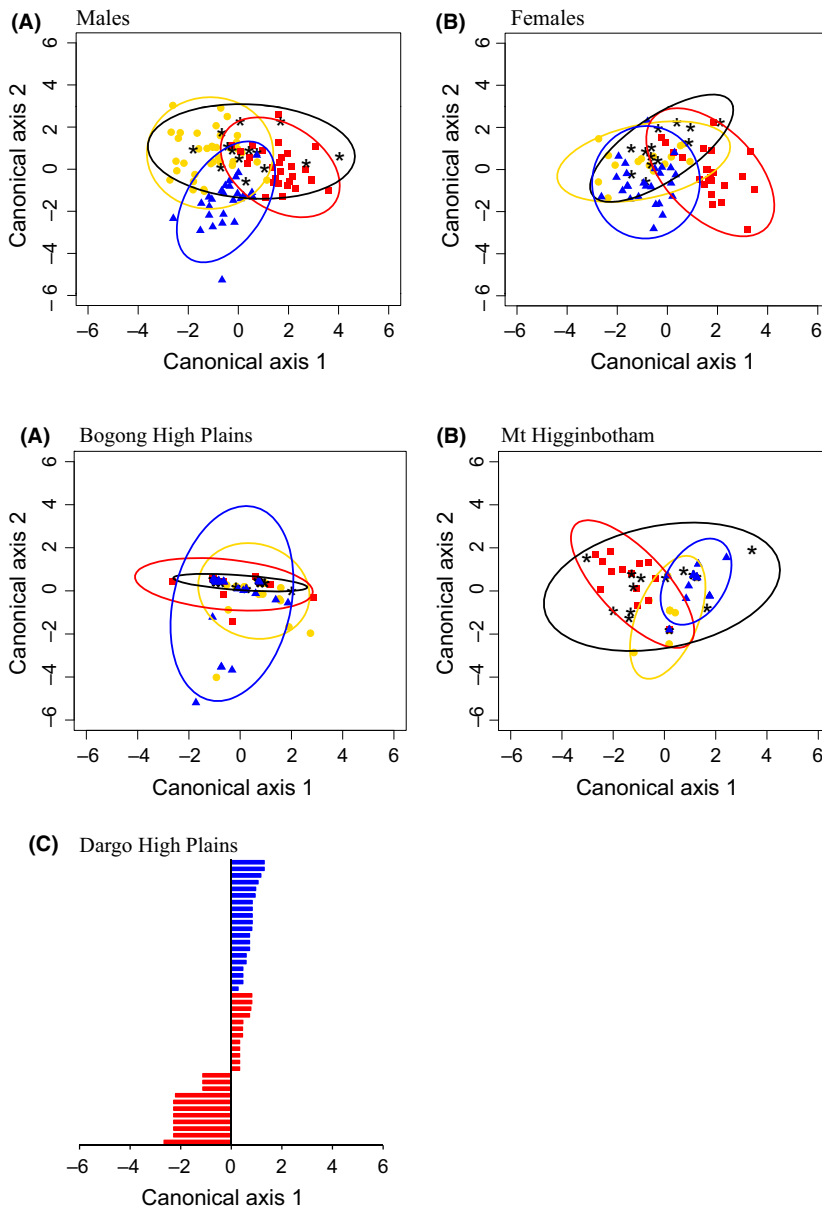 (A) Males
6
4
2
0
−2
−4
−6
Canonical axis 2
−6 −4 −2 0 2 4 6
Canonical axis 1
(B) Females
6
4
2
0
−2
−4
−6
Canonical axis 2
−6 −4 −2 0 2 4 6
Canonical axis 1
(A) Bogong High Plains
6
4
2
0
−2
−4
−6
Canonical axis 2
−6 −4 −2 0 2 4 6
Canonical axis 1
(B) Mt Higginbotham
6
4
2
0
−2
−4
−6
Canonical axis 2
−6 −4 −2 0 2 4 6
Canonical axis 1
(C) Dargo High Plains
−6 −4 −2 0 2 4 6
Canonical axis 1